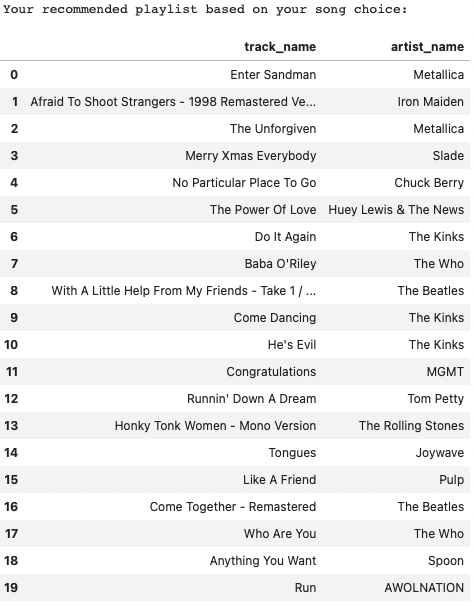 Your recommended playlist based on your song choice:
track_name artist_name
0 Enter Sandman Metallica
1 Afraid To Shoot Strangers - 1998 Remastered Ve... Iron Maiden
2 The Unforgiven Metallica
3 Merry Xmas Everybody Slade
4 No Particular Place To Go Chuck Berry
5 The Power Of Love Huey Lewis & The News
6 Do It Again The Kinks
7 Baba O'Riley The Who
8 With A Little Help From My Friends - Take 1 / ... The Beatles
9 Come Dancing The Kinks
10 He's Evil The Kinks
11 Congratulations MGMT
12 Runnin' Down A Dream Tom Petty
13 Honky Tonk Women - Mono Version The Rolling Stones
14 Tongues Joywave
15 Like A Friend Pulp
16 Come Together - Remastered The Beatles
17 Who Are You The Who
18 Anything You Want Spoon
19 Run AWOLNATION